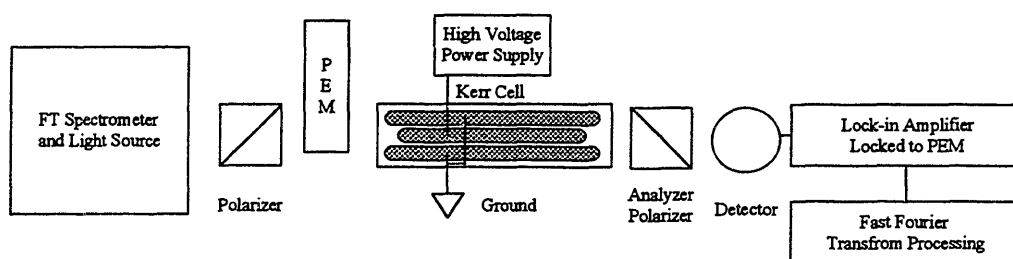 High Voltage
Power Supply
P
E
M
Kerr Cell
FT Spectrometer
and Light Source
Lock-in Amplifier
Locked to PEM
Polarizer
Ground
Analyzer
Polarizer
Detector
Fast Fourier
Transfrom Processing